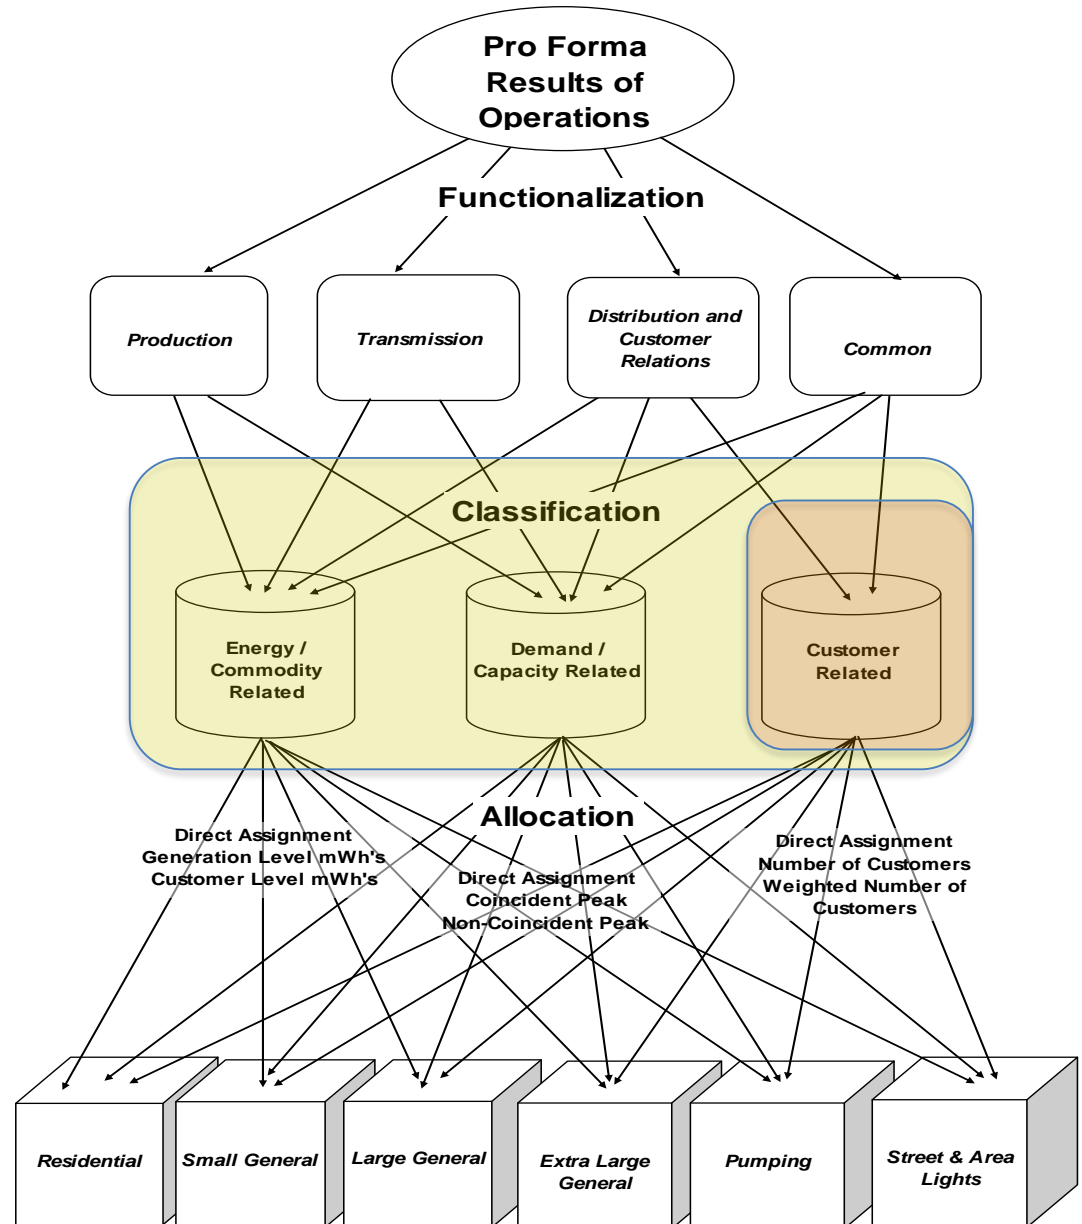 Pro Forma
Results of
Operations
Functionalization
Production
Transmission
Distribution and
Customer
Relations
Common
Classification
Energy /
Commodity
Related
Demand /
Capacity Related
Customer
Related
Allocation
Direct Assignment
Generation Level mWh's
Customer Level mWh's
Direct Assignment
Coincident Peak
Non-Coincident Peak
Direct Assignment
Number of Customers
Weighted Number of
Customers
Residential
Small General
Large General
Extra Large
General
Pumping
Street & Area
Lights